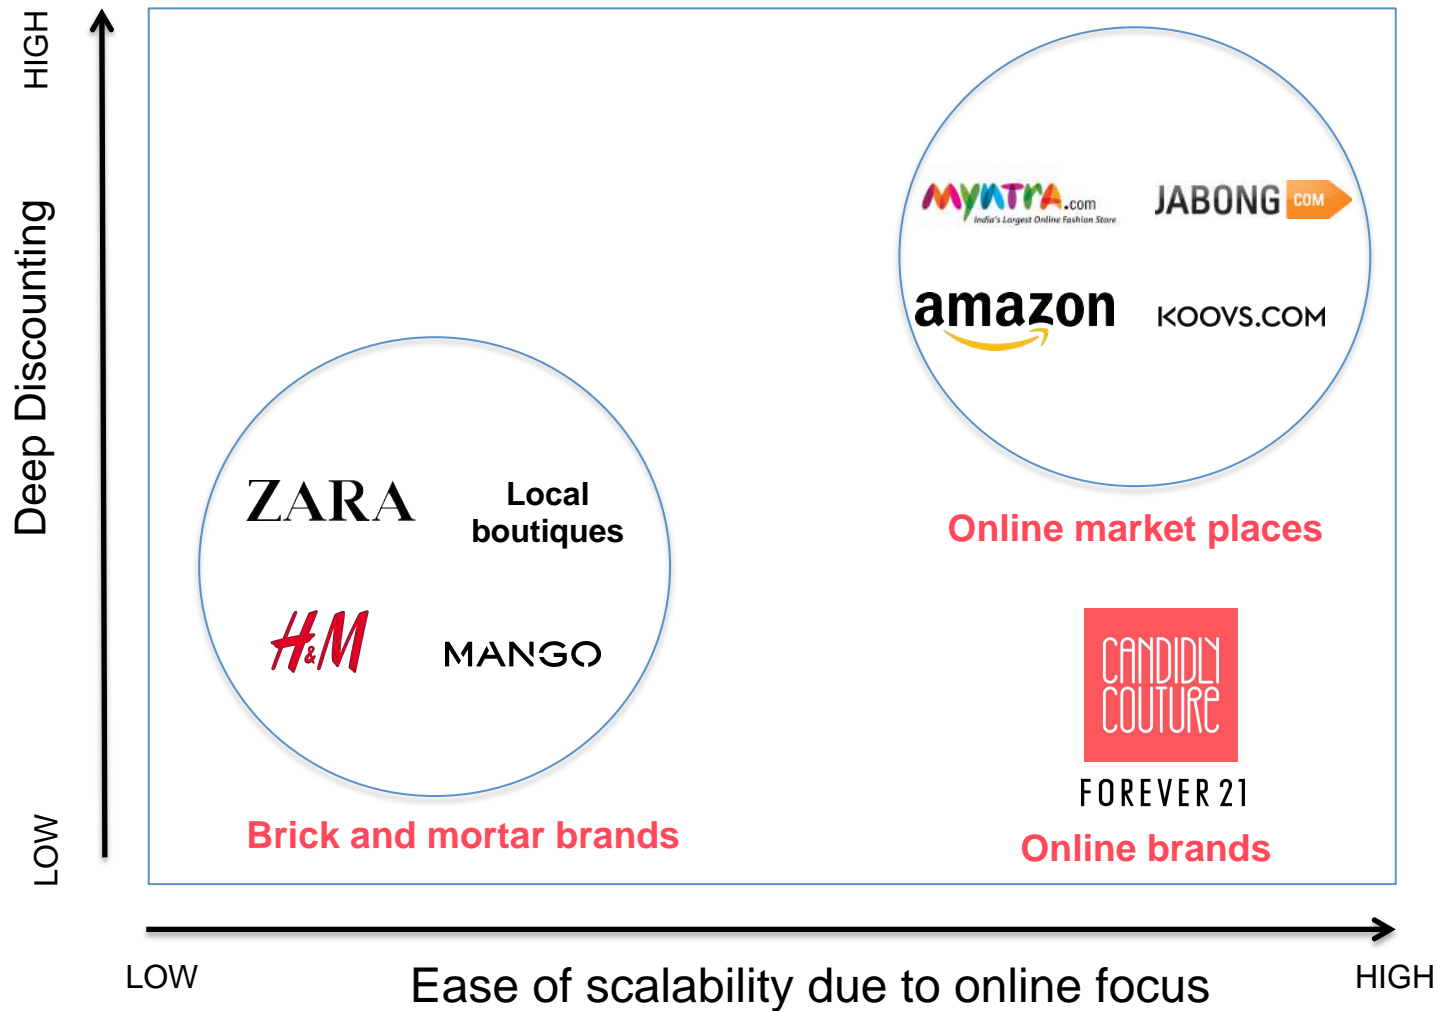 HIGH
Deep Discounting
LOW
myntra.com
India's Largest Online Fashion Store
JABONG COM
amazon
KOOVS.COM
Online market places
ZARA
Local
boutiques
H&M
MANGO
Brick and mortar brands
CANDIDLY
COUTURE
FOREVER 21
Online brands
LOW
Ease of scalability due to online focus
HIGH